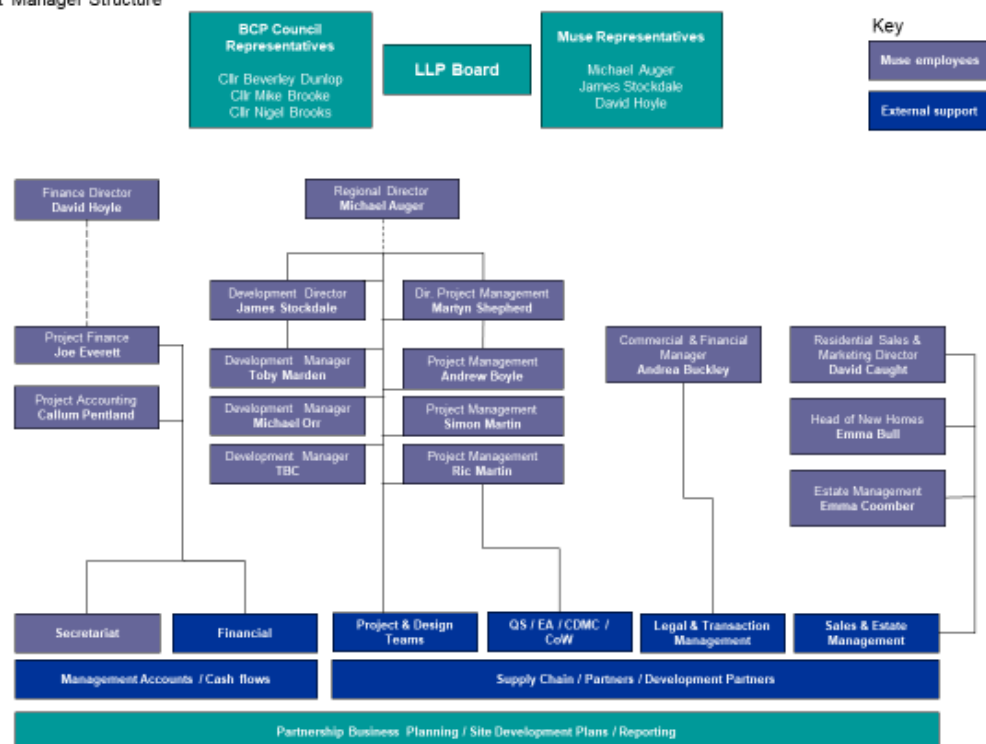 Manager Structure
BCP Council
Representatives
Cllr Beverley Dunlop
Cllr Mike Brooke
Cllr Nigel Brooks
LLP Board
Muse Representatives
Michael Auger
James Stockdale
David Hoyle
Key
Muse employees
External support
Finance Director
David Hoyle
Regional Director
Michael Auger
Development Director
James Stockdale
Dir. Project Management
Martyn Shepherd
Project Finance
Joe Everett
Commercial & Financial
Manager
Andrea Buckley
Residential Sales &
Marketing Director
David Caught
Development Manager
Toby Marden
Project Management
Andrew Boyle
Project Accounting
Callum Pentland
Development Manager
Michael Orr
Project Management
Simon Martin
Head of New Homes
Emma Bull
Development Manager
TBC
Project Management
Ric Martin
Estate Management
Emma Coomber
Secretariat
Financial
Project & Design
Teams
QS / EA / CDMC /
CoW
Legal & Transaction
Management
Sales & Estate
Management
Management Accounts / Cash flows
Supply Chain / Partners / Development Partners
Partnership Business Planning / Site Development Plans / Reporting